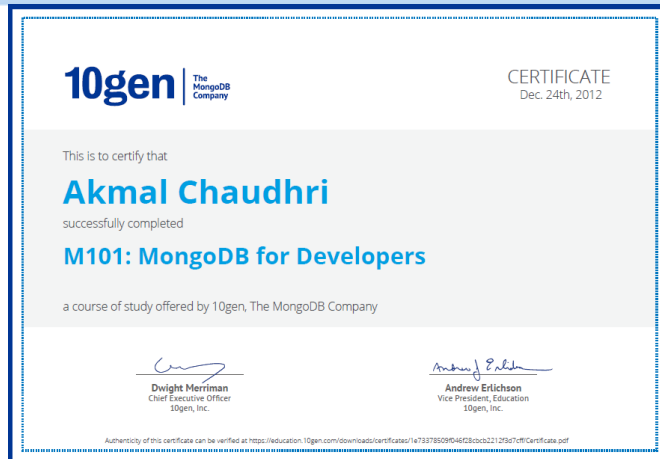 10gen
The
MongoDB
Company
CERTIFICATE
Dec. 24th, 2012
This is to certify that
Akmal Chaudhri
successfully completed
M101: MongoDB for Developers
a course of study offered by 10gen, The MongoDB Company
Dwight Merriman
Chief Executive Officer
10gen, Inc.
Andrew J Erlichson
Andrew Erlichson
Vice President, Education
10gen, Inc.
Authenticity of this certificate can be verified at https://education.10gen.com/downloads/certificates/1e73378509f046f28cbcb2212f3d7cff/Certificate.pdf